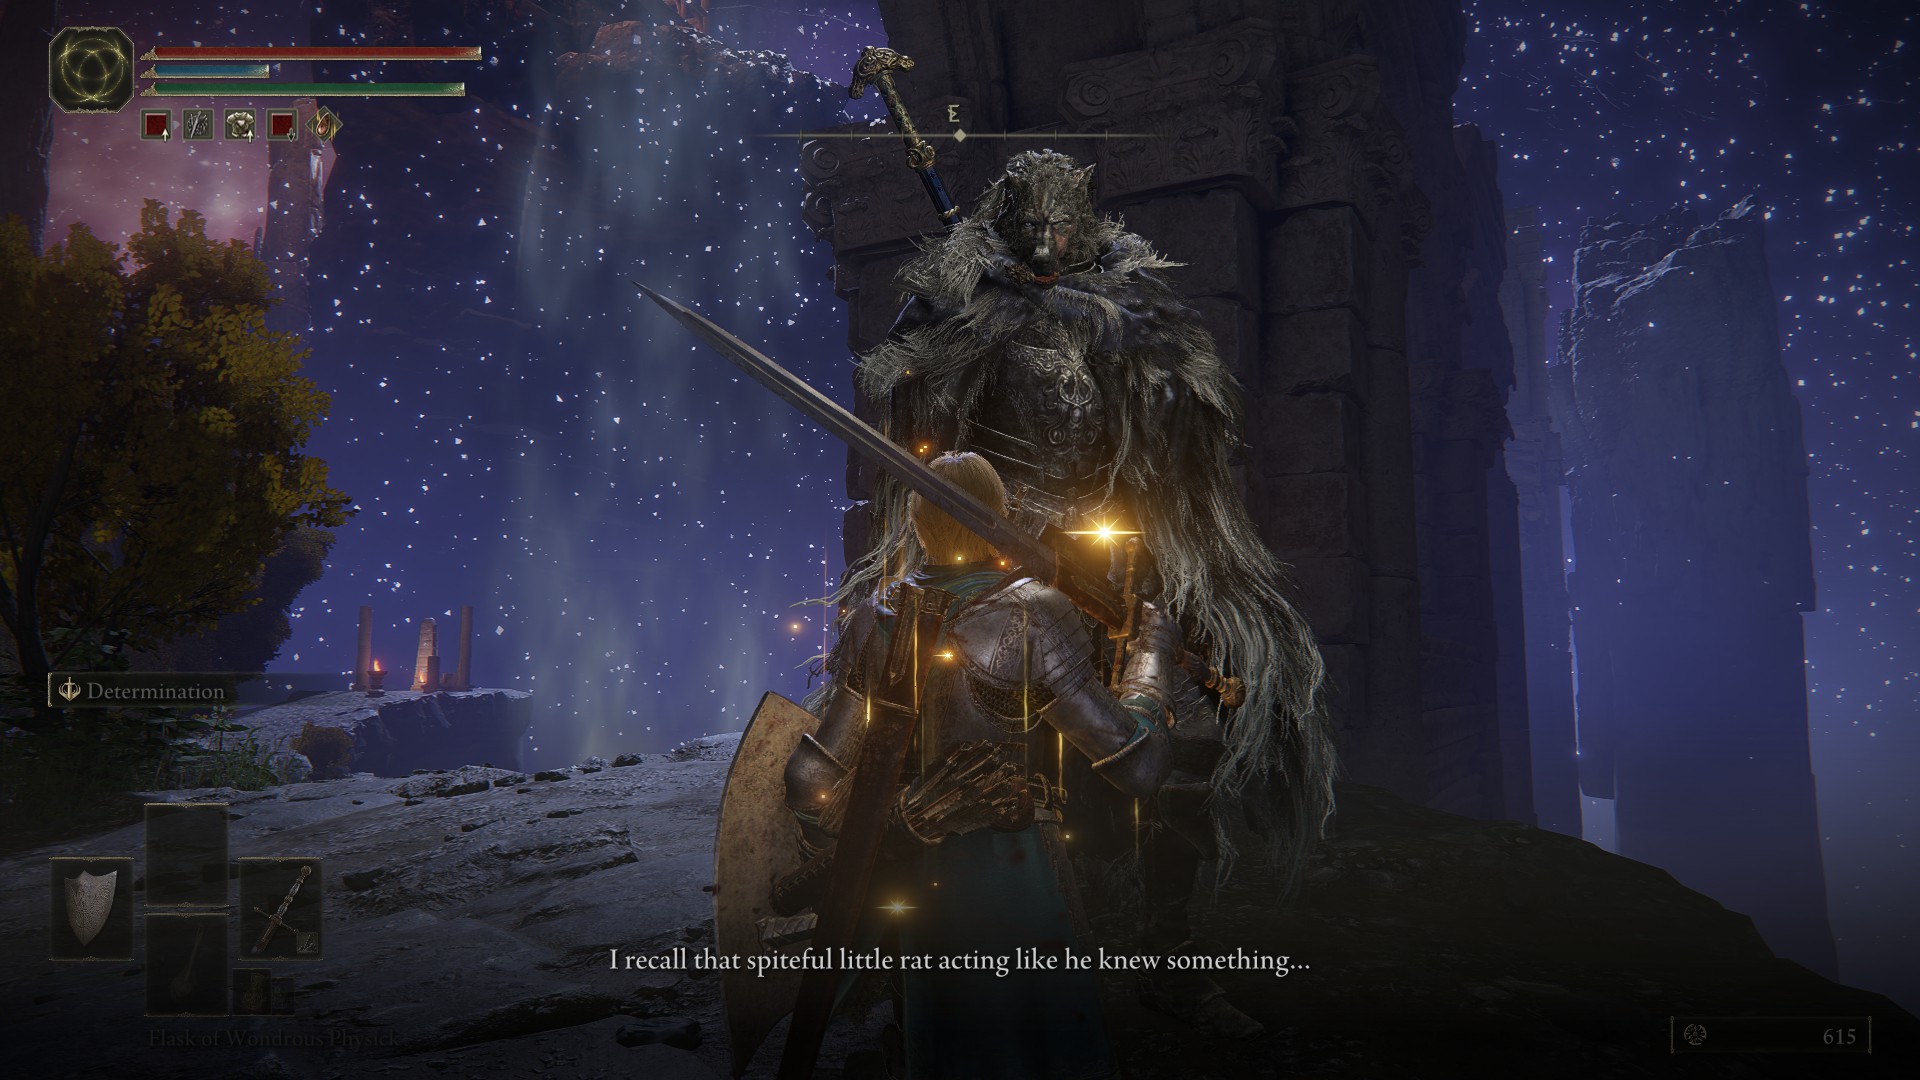 E
Determination
I recall that spiteful little rat acting like he knew something...
Flask of Wondrous Physick
615